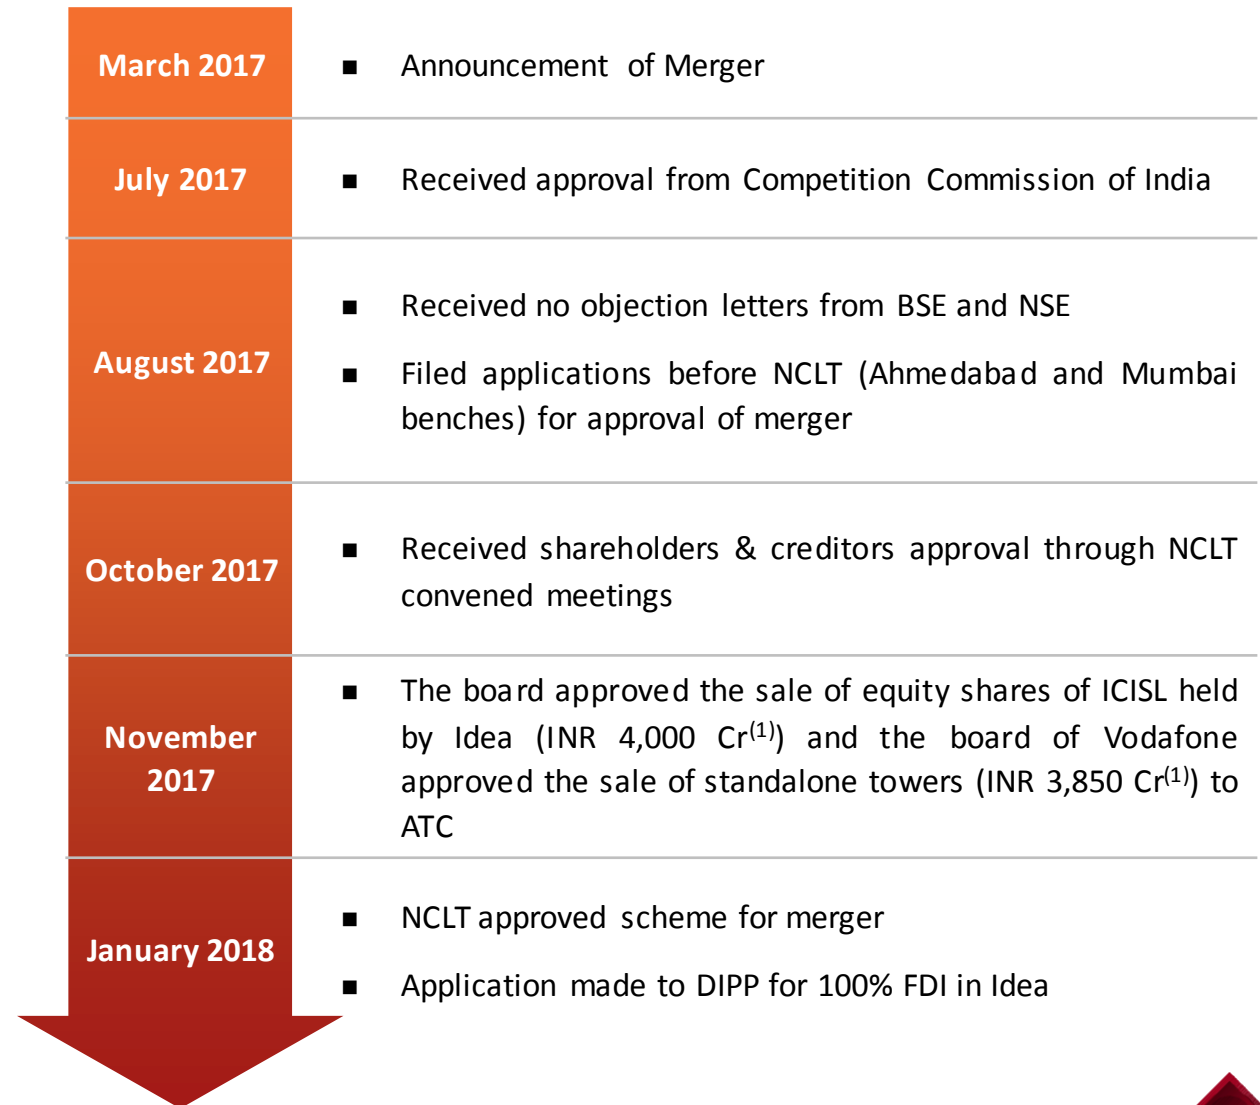 March 2017
■ Announcement of Merger
July 2017
■ Received approval from Competition Commission of India
August 2017
■ Received no objection letters from BSE and NSE
■ Filed applications before NCLT (Ahmedabad and Mumbai
benches) for approval of merger
October 2017
■ Received shareholders & creditors approval through NCLT
convened meetings
November
2017
■ The board approved the sale of equity shares of ICISL held
by Idea (INR 4,000 Cr(1)) and the board of Vodafone
approved the sale of standalone towers (INR 3,850 Cr(1)) to
ATC
January 2018
■ NCLT approved scheme for merger
■ Application made to DIPP for 100% FDI in Idea